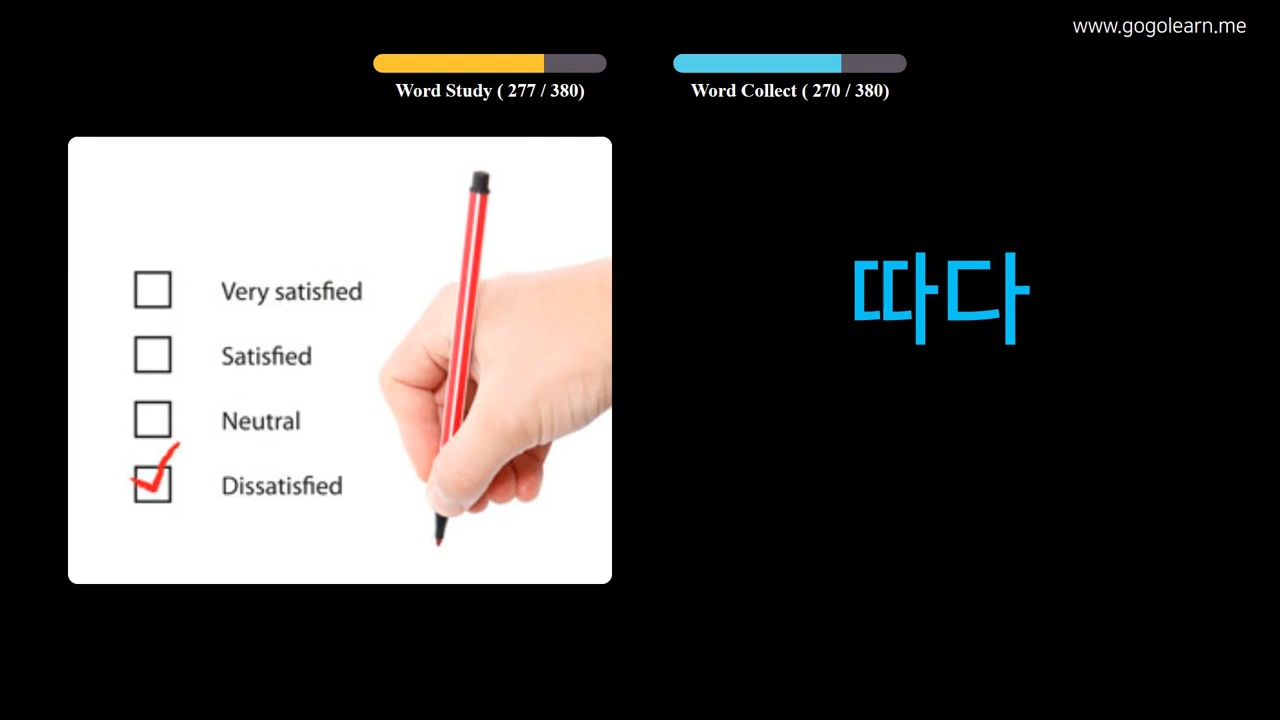 www.gogolearn.me
Word Study ( 277 / 380)
Word Collect ( 270 / 380)
Very satisfied
Satisfied
Neutral
Dissatisfied
따다